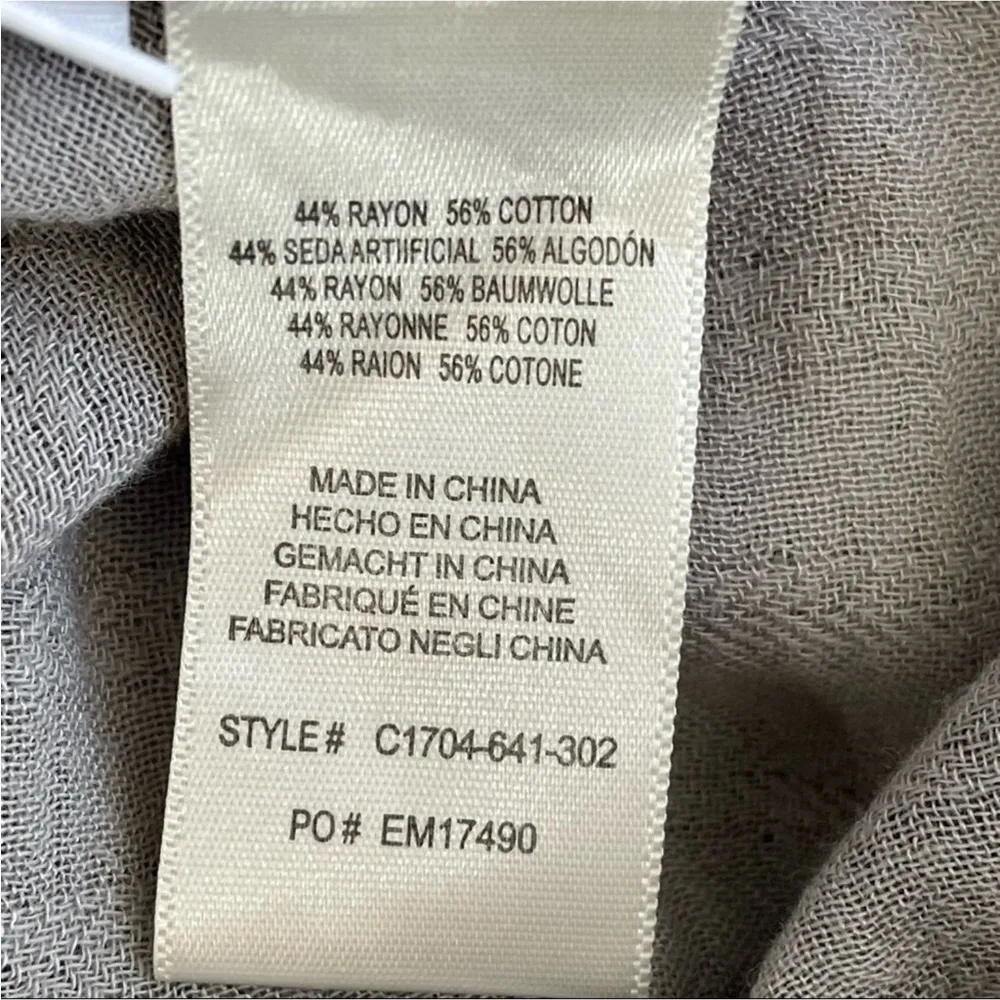 44% RAYON 56% COTTON
44% SEDA ARTIIFICIAL 56% ALGODÓN
44% RAYON 56% BAUMWOLLE
44% RAYONNE 56% COTON
44% RAION 56% COTONE
MADE IN CHINA
HECHO EN CHINA
GEMACHT IN CHINA
FABRIQUÉ EN CHINE
FABRICATO NEGLI CHINA
STYLE# C1704-641-302
PO# EM17490